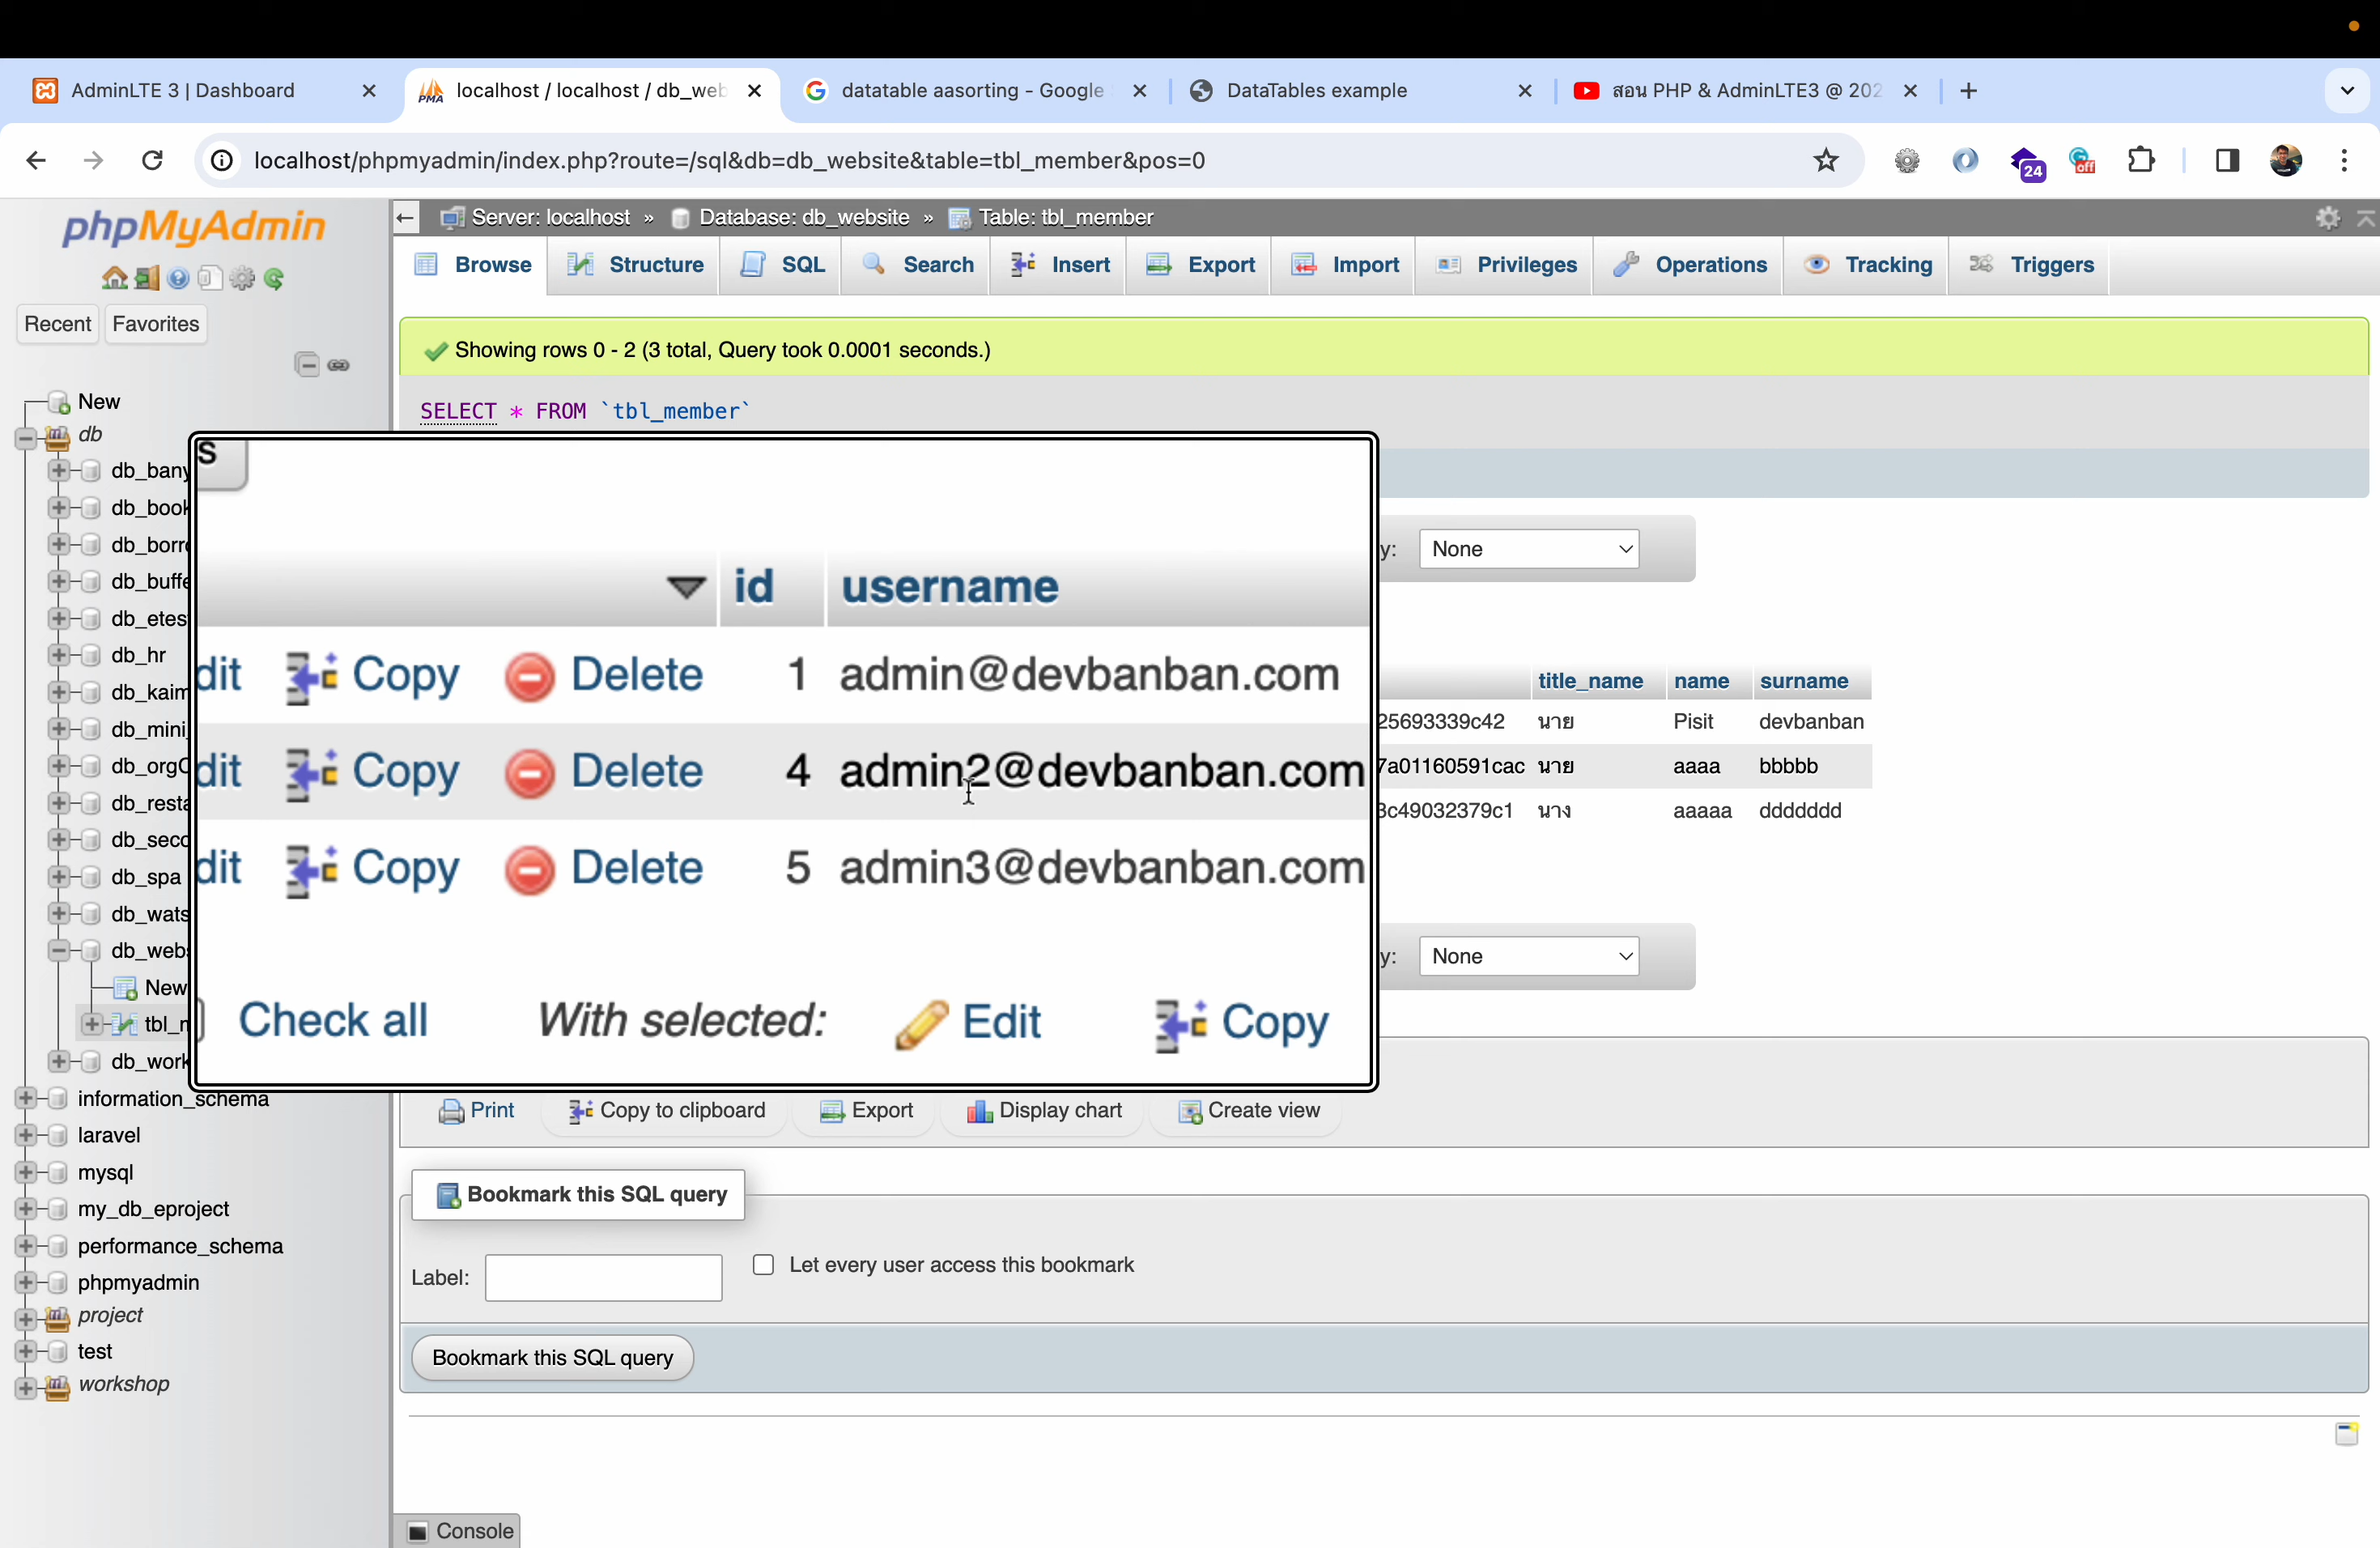 AdminLTE 3 | Dashboard
localhost / localhost / db_web
datatable aasorting - Google
DataTables example
สอน PHP & AdminLTE3 @ 202
localhost/phpmyadmin/index.php?route=/sql&db=db_website&table=tbl_member&pos=0
24
off
phpMyAdmin
Recent
Favorites
New
db
db_bany
db_book
db_borr
db_buffe
db_etes
db_hr
db_kaim
db_mini
db_orgC
db_resta
db_seco
db_spa
db_wats
db_web
New
tbl_m
db_work
information_schema
laravel
mysql
my_db_eproject
performance_schema
phpmyadmin
project
test
workshop
Server: localhost » Database: db_website » Table: tbl_member
Browse Structure SQL Search Insert Export Import Privileges Operations Tracking Triggers
Showing rows 0 - 2 (3 total, Query took 0.0001 seconds.)
SELECT * FROM `tbl_member`
s
y: None
id username
dit Copy Delete 1 admin@devbanban.com
dit Copy Delete 4 admin2@devbanban.com
dit Copy Delete 5 admin3@devbanban.com
Check all With selected: Edit Copy
title_name name surname
25693339c42 นาย Pisit devbanban
7a01160591cac นาย aaaa bbbbb
3c49032379c1 นาง aaaaa ddddddd
y: None
Print Copy to clipboard Export Display chart Create view
Bookmark this SQL query
Label:
Let every user access this bookmark
Bookmark this SQL query
Console